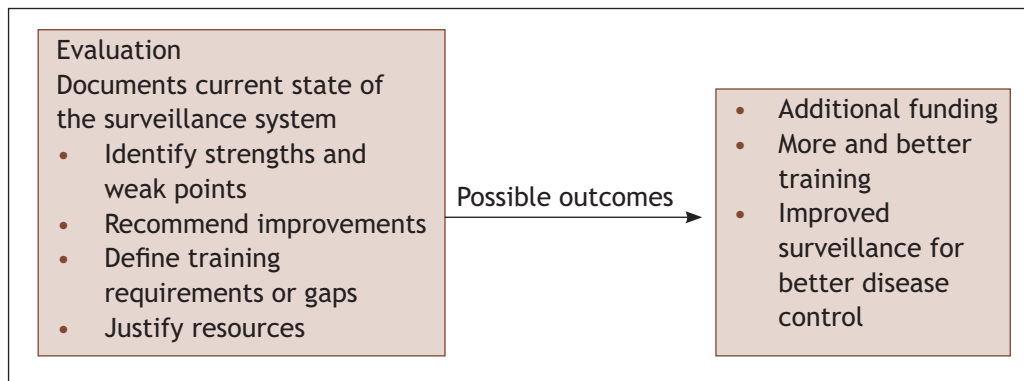 Evaluation
Documents current state of
the surveillance system
• Identify strengths and
weak points
• Recommend improvements
• Define training
requirements or gaps
• Justify resources
Possible outcomes
• Additional funding
• More and better
training
• Improved
surveillance for
better disease
control